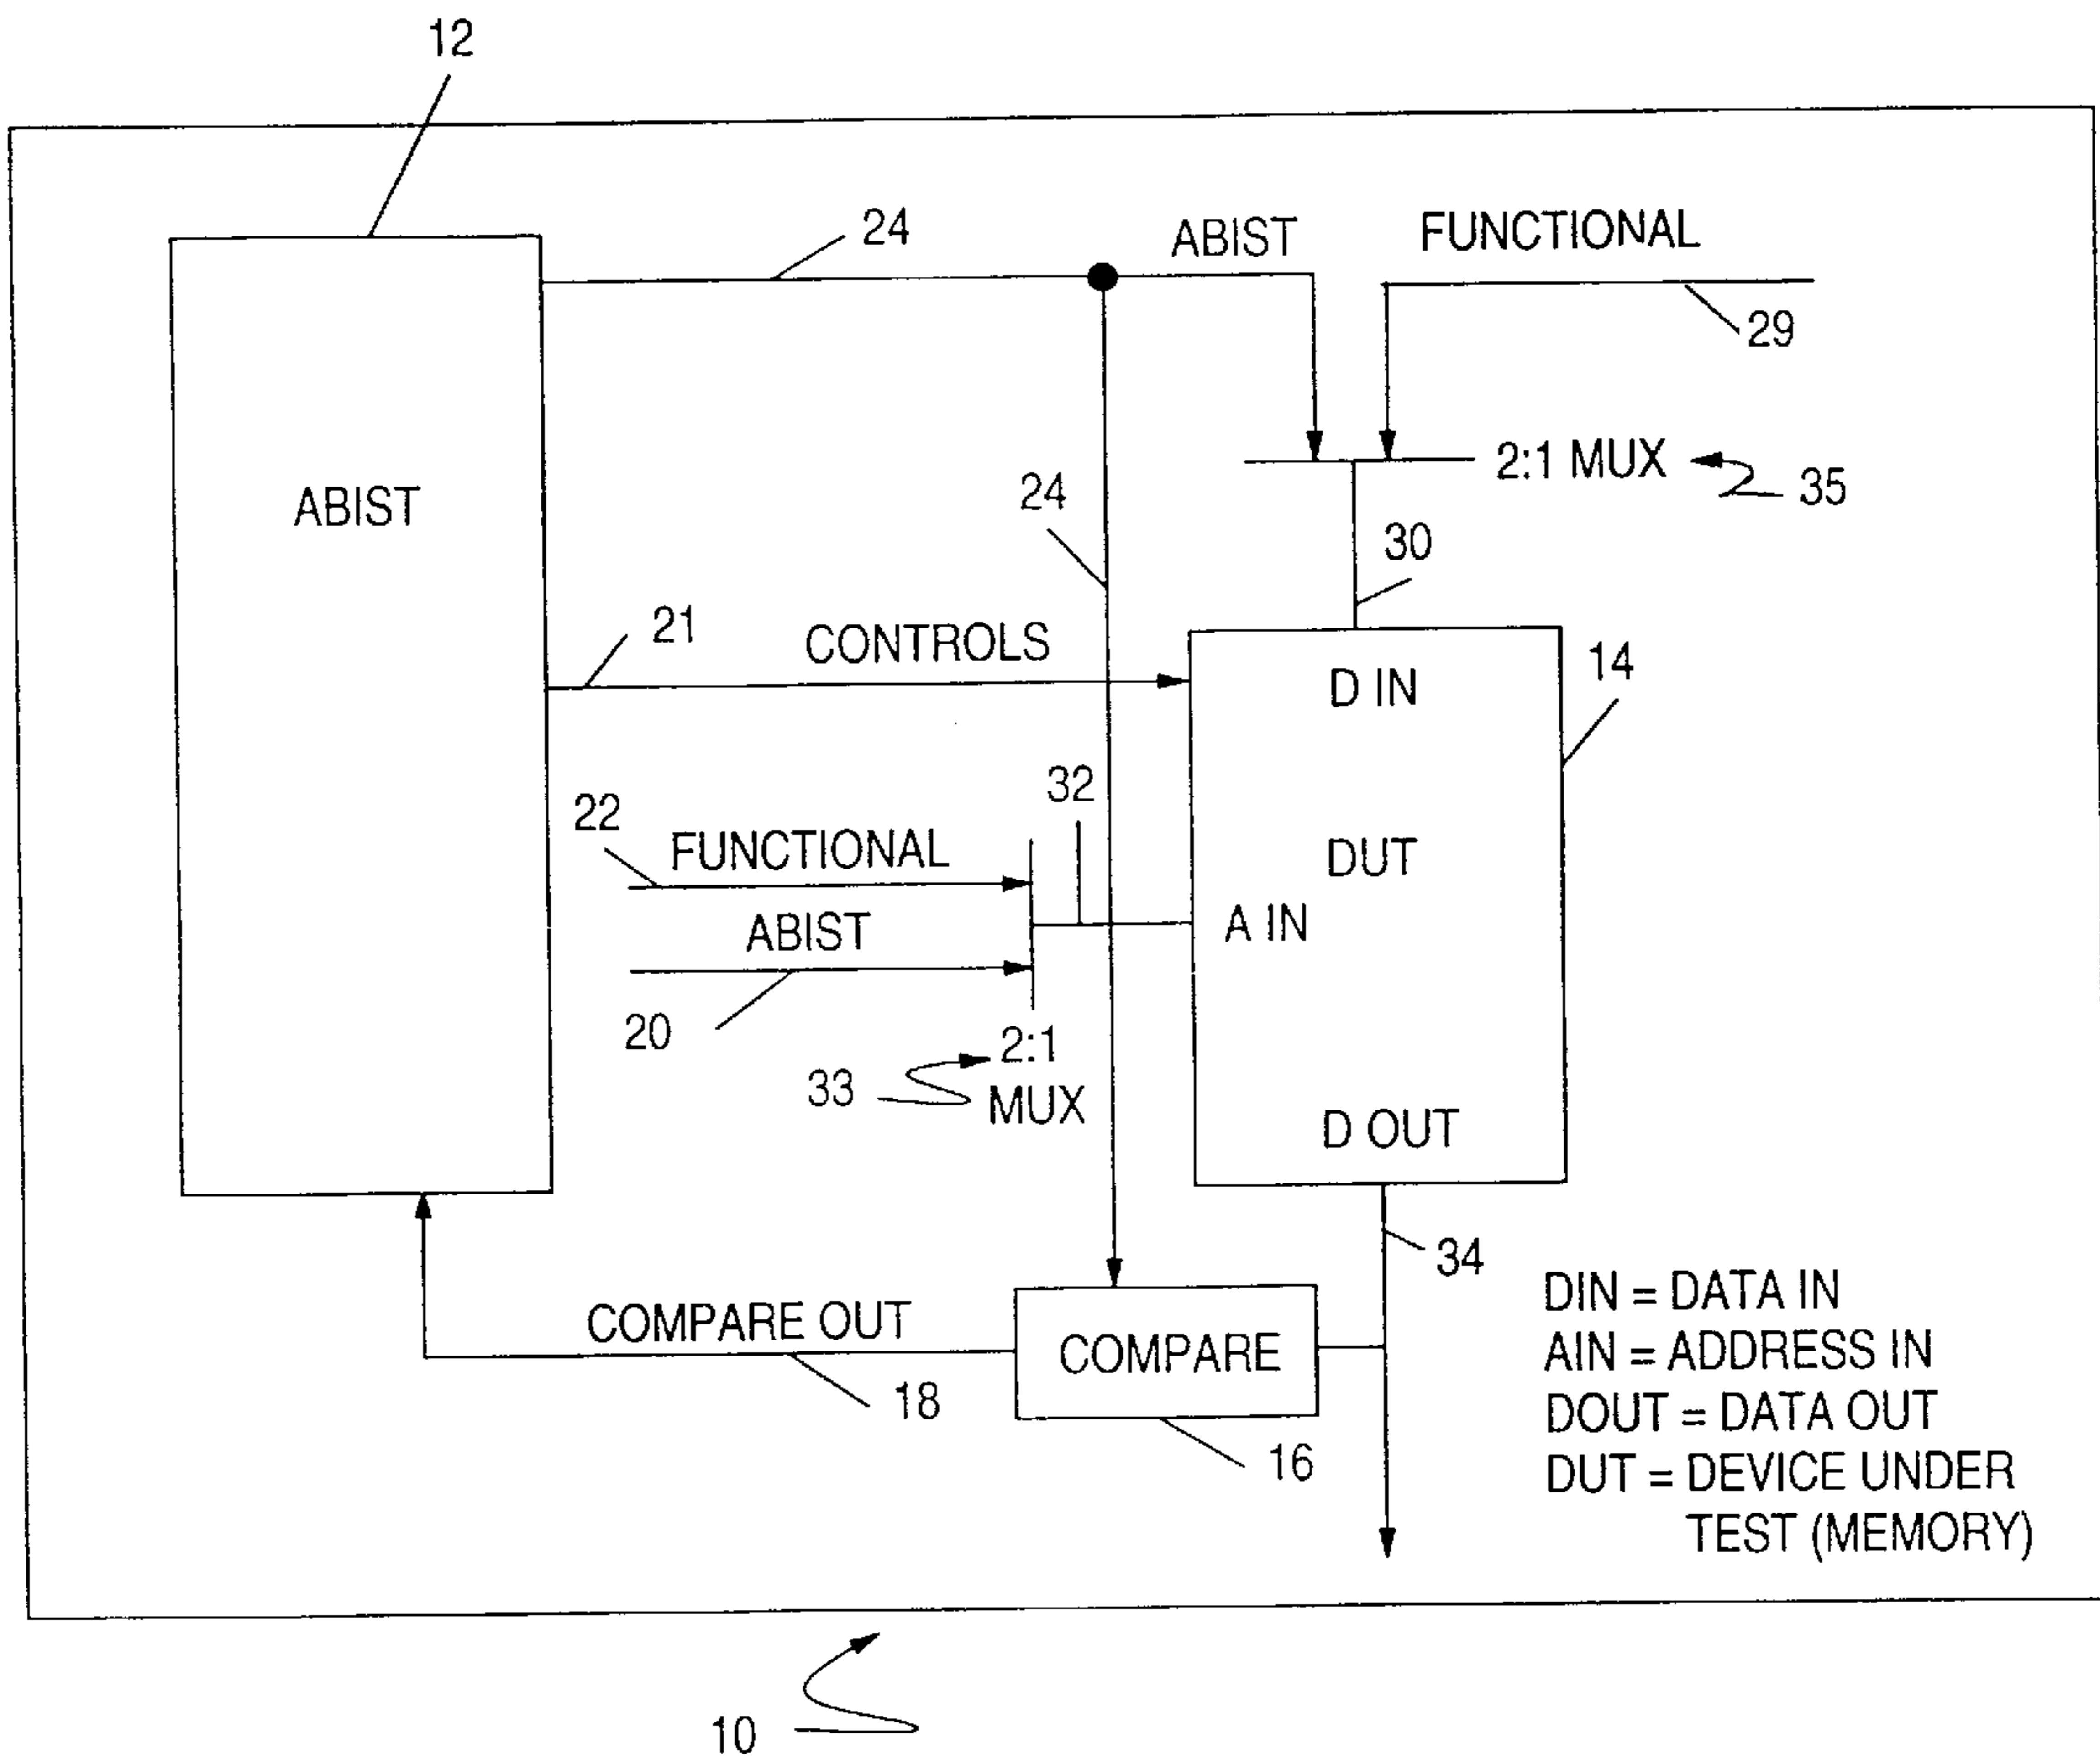 12
24
ABIST
FUNCTIONAL
29
ABIST
24
2:1 MUX
35
30
21
CONTROLS
D IN
14
32
22
FUNCTIONAL
DUT
ABIST
A IN
20
2:1
33
MUX
D OUT
34
COMPARE OUT
COMPARE
18
16
DIN = DATA IN
AIN = ADDRESS IN
DOUT = DATA OUT
DUT = DEVICE UNDER
TEST (MEMORY)
10